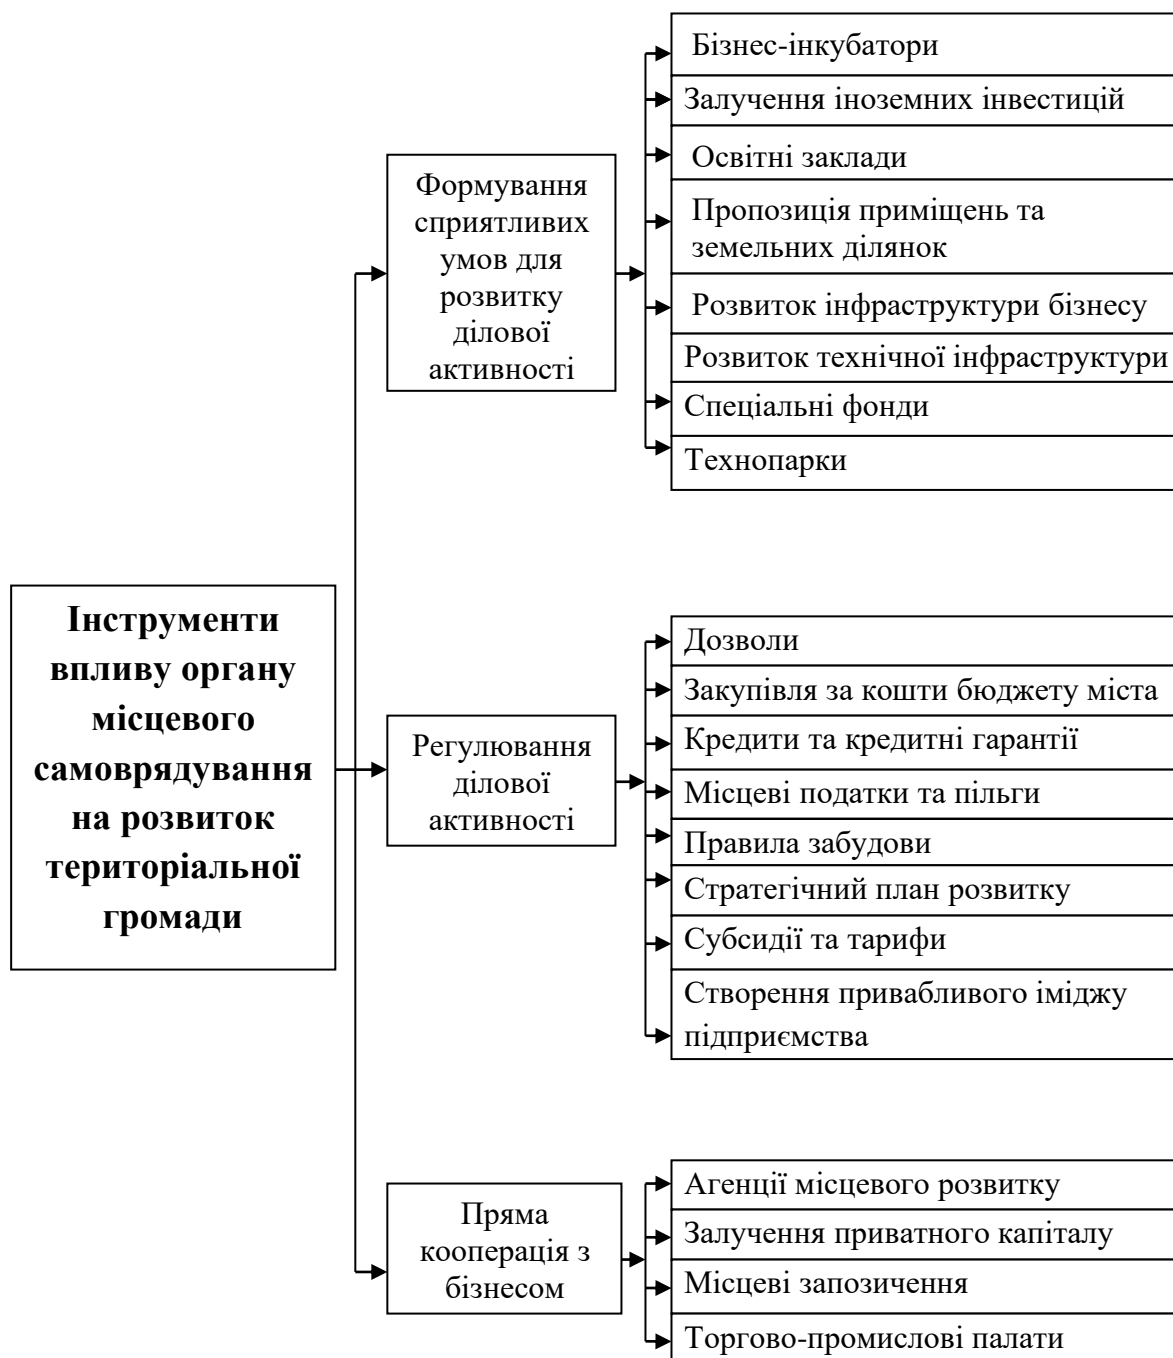 Інструменти
впливу органу
місцевого
самоврядування
на розвиток
територіальної
громади
Формування
сприятливих
умов для
розвитку
ділової
активності
Бізнес-інкубатори
Залучення іноземних інвестицій
Освітні заклади
Пропозиція приміщень та
земельних ділянок
Розвиток інфраструктури бізнесу
Розвиток технічної інфраструктури
Спеціальні фонди
Технопарки
Регулювання
ділової
активності
Дозволи
Закупівля за кошти бюджету міста
Кредити та кредитні гарантії
Місцеві податки та пільги
Правила забудови
Стратегічний план розвитку
Субсидії та тарифи
Створення привабливого іміджу
підприємства
Пряма
кооперація з
бізнесом
Агенції місцевого розвитку
Залучення приватного капіталу
Місцеві запозичення
Торгово-промислові палати